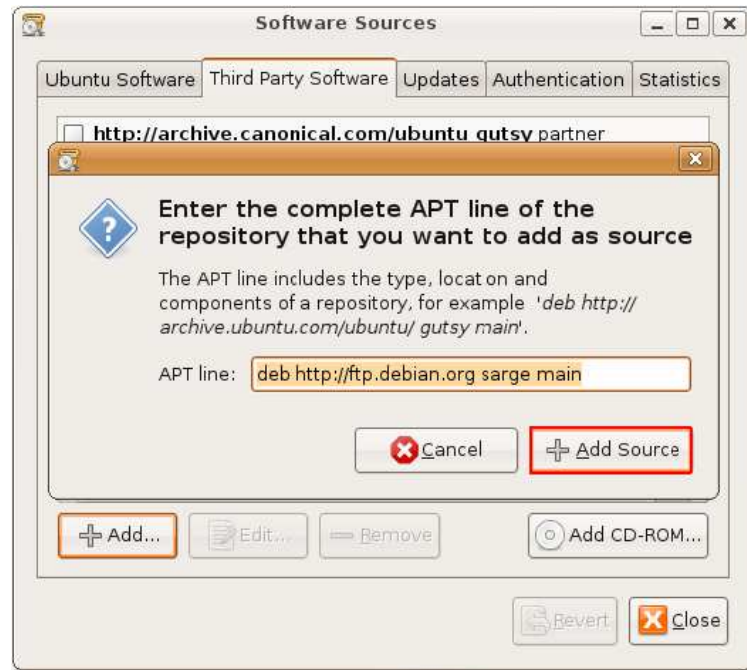 Software Sources
Ubuntu Software Third Party Software Updates Authentication Statistics
http://archive.canonical.com/ubuntu gutsy partner
Enter the complete APT line of the
repository that you want to add as source
The APT line includes the type, locat on and
components of a repository, for example 'deb http://
archive.ubuntu.com/ubuntu/ gutsy main'.
APT line: deb http://ftp.debian.org sarge main
Cancel Add Source
Add... Edit... Remove Add CD-ROM...
Revert Close